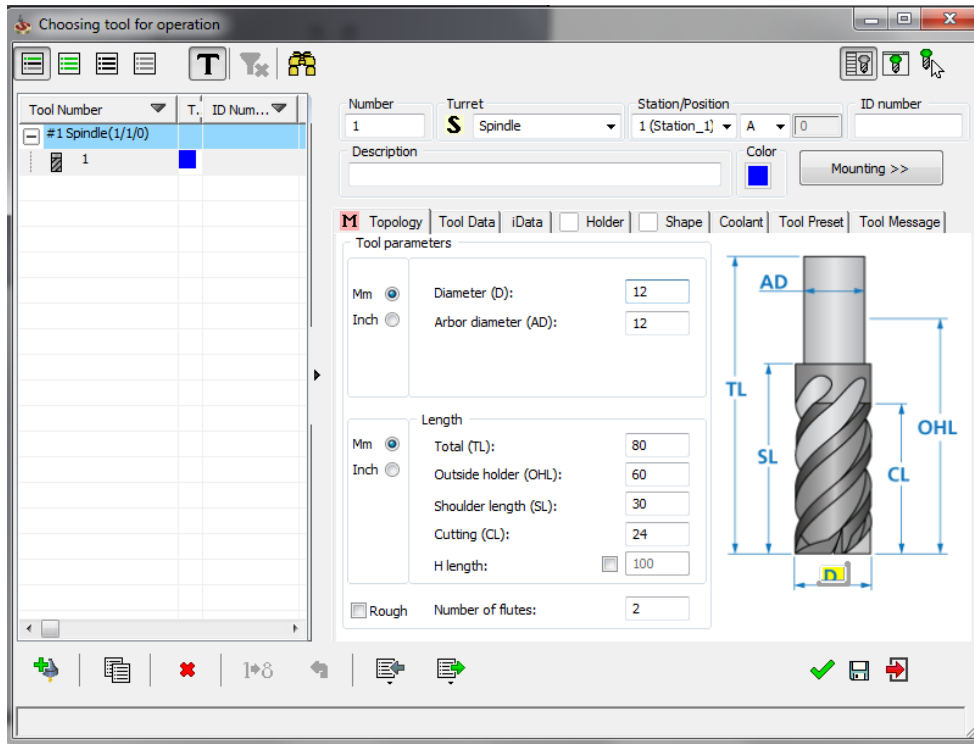 Choosing tool for operation
T T
Tool Number T. ID Num...
#1 Spindle(1/1/0)
1
Number Turret Station/Position ID number
1 S Spindle 1 (Station_1) A 0
Description Color
Mounting >>
M Topology Tool Data iData Holder Shape Coolant Tool Preset Tool Message
Tool parameters
Mm Diameter (D): 12
Inch Arbor diameter (AD): 12
Length
Mm Total (TL): 80
Inch Outside holder (OHL): 60
Shoulder length (SL): 30
Cutting (CL): 24
H length: 100
Rough Number of flutes: 2
AD
TL
OHL
SL
CL
D
1 8